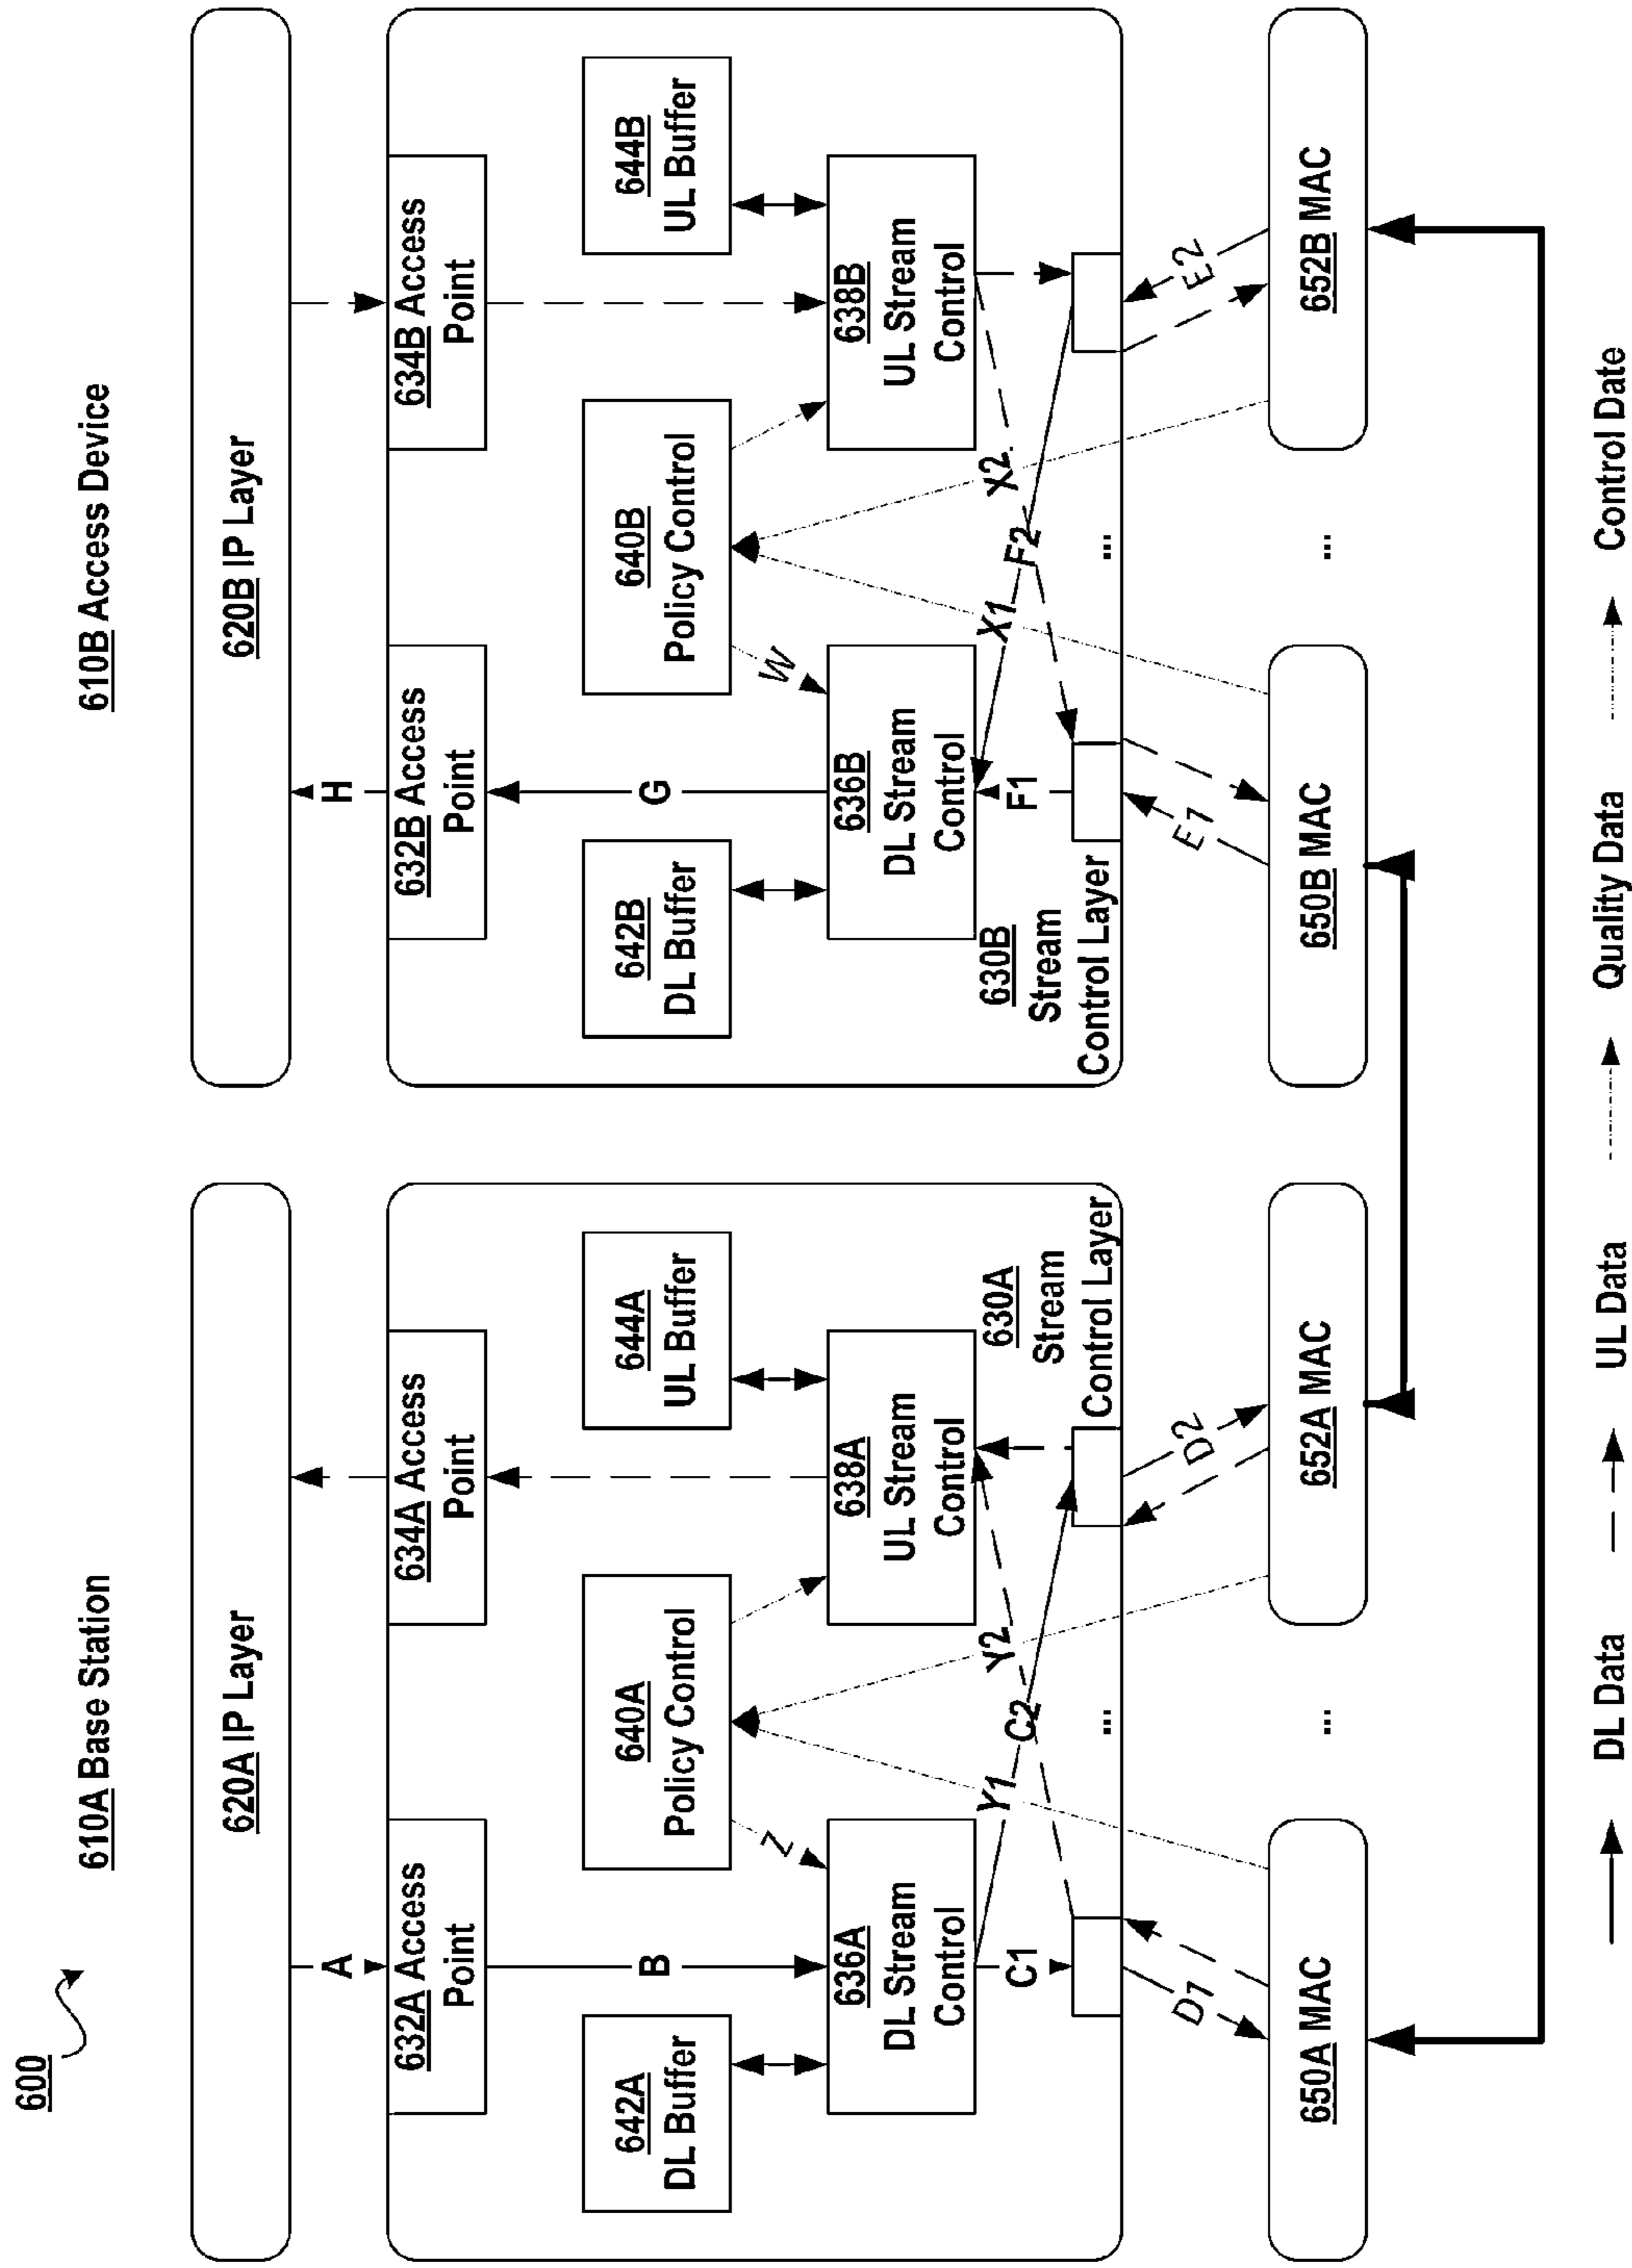 600
610A Base Station
610B Access Device
620A IP Layer
620B IP Layer
A
H
632A Access
Point
634A Access
Point
632B Access
Point
634B Access
Point
642A
DL Buffer
B
640A
Policy Control
644A
UL Buffer
642B
DL Buffer
G
640B
Policy Control
644B
UL Buffer
Z
W
636A
DL Stream
Control
638A
UL Stream
Control
636B
DL Stream
Control
638B
UL Stream
Control
C1
Y1
C2
Y2
630A
Stream
Control Layer
630B
Stream
Control Layer
F1
X1
F2
X2
...
...
D1
D2
E1
E2
650A MAC
...
652A MAC
650B MAC
...
652B MAC
DL Data
UL Data
Quality Data
Control Date